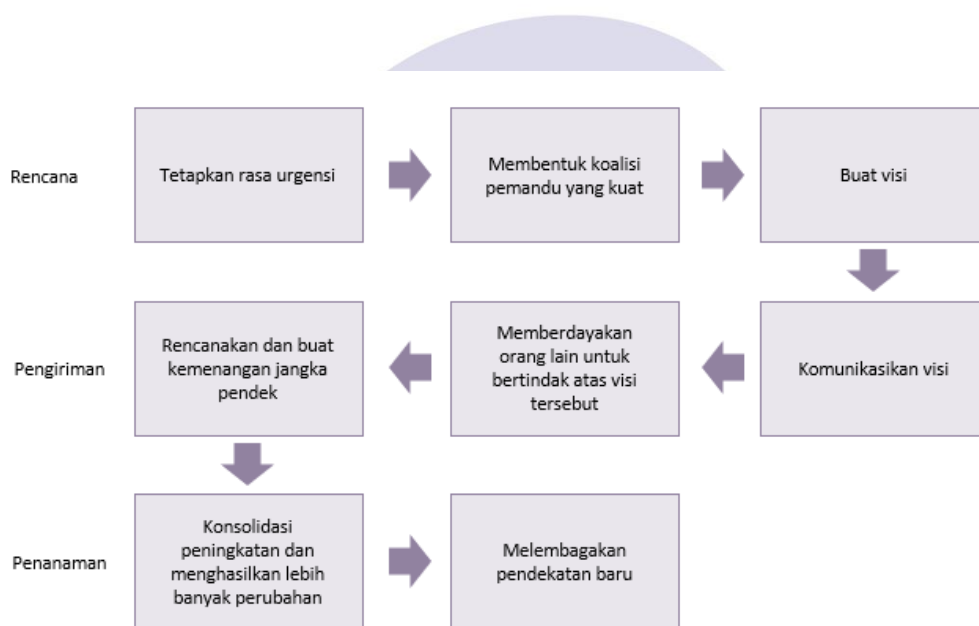 Rencana
Tetapkan rasa urgensi
Membentuk koalisi
pemandu yang kuat
Buat visi
Pengiriman
Rencanakan dan buat
kemenangan jangka
pendek
Memberdayakan
orang lain untuk
bertindak atas visi
tersebut
Komunikasikan visi
Penanaman
Konsolidasi
peningkatan dan
menghasilkan lebih
banyak perubahan
Melembagakan
pendekatan baru